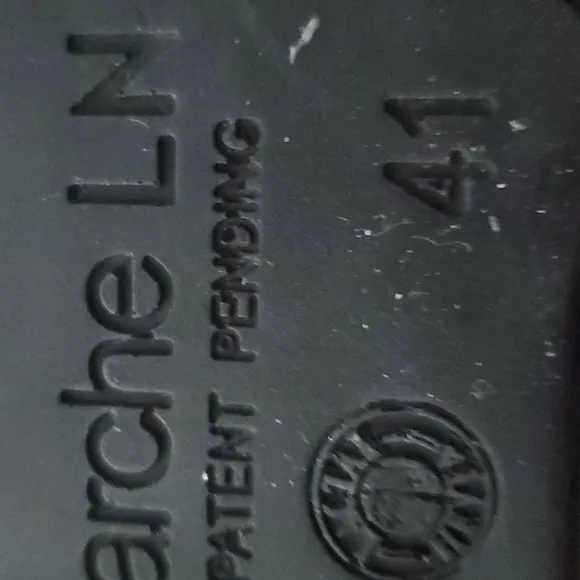 arche LN
PATENT PENDING
41